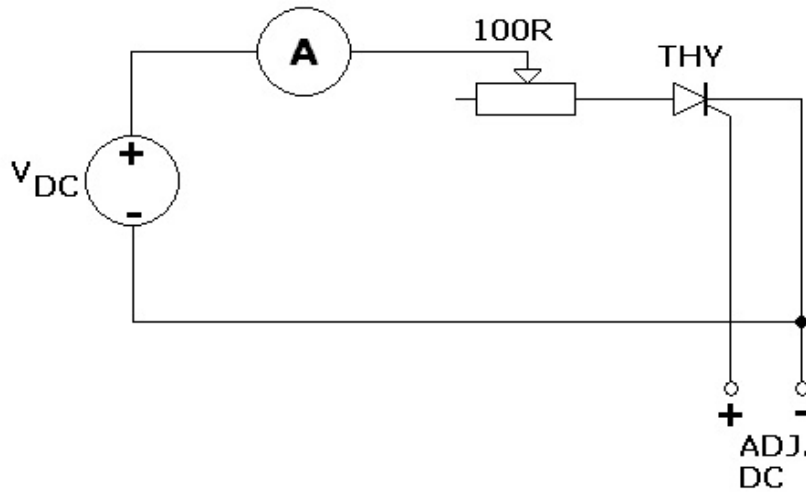 100R
A
THY
+
V DC
-
+ -
ADJ.
DC